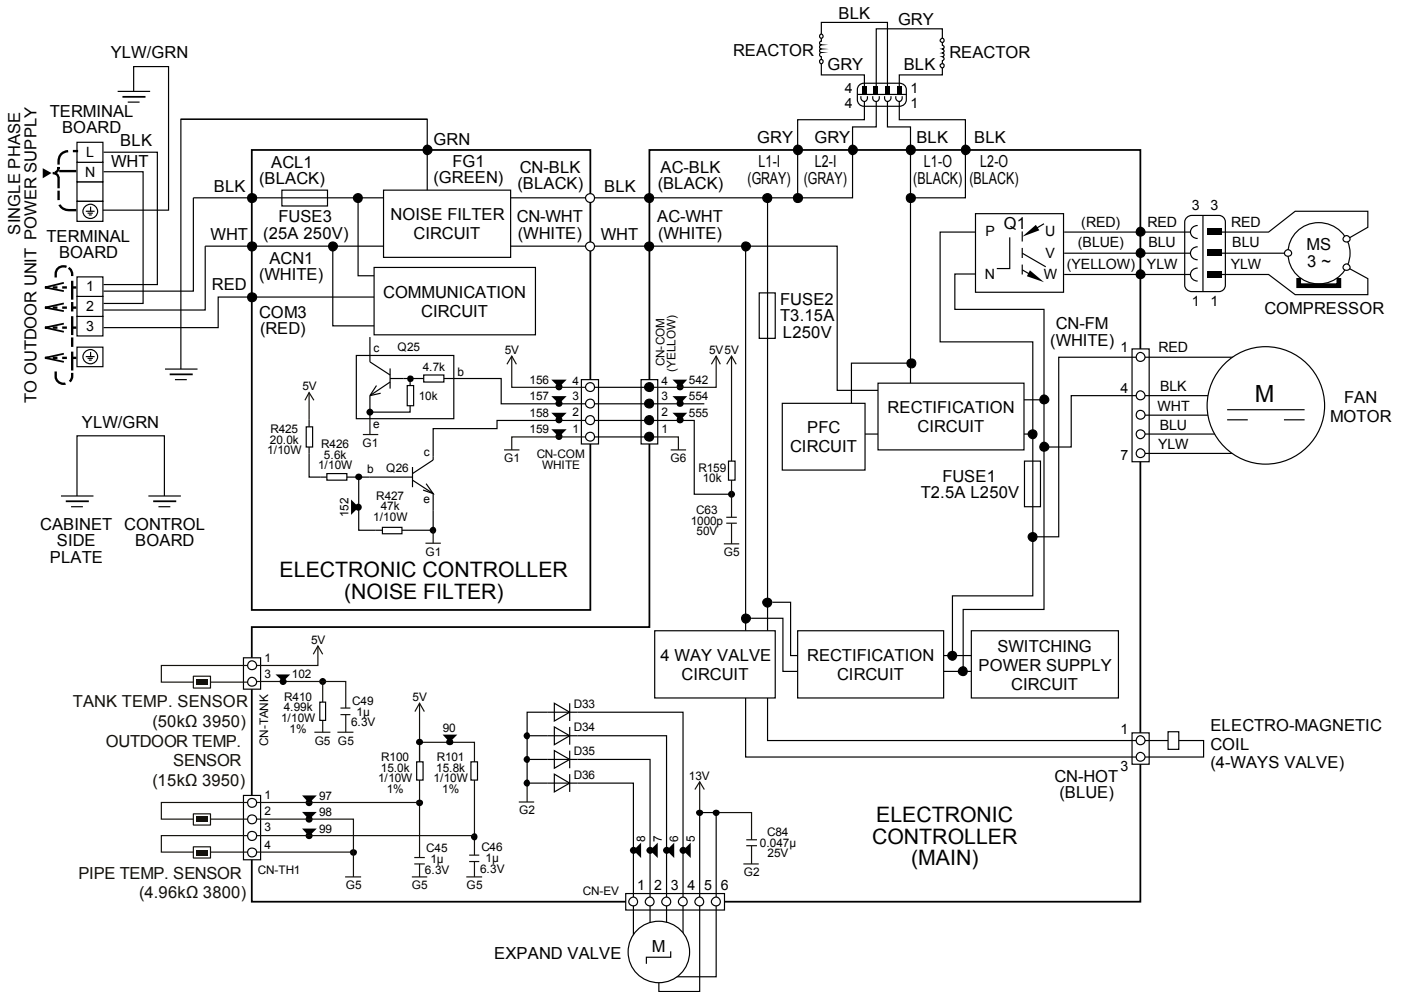 BLK
GRY
REACTOR
REACTOR
GRY
BLK
4
1
4
1
YLW/GRN
SINGLE PHASE
POWER SUPPLY
TERMINAL
BOARD
BLK
L
WHT
N
TERMINAL
BOARD
TO OUTDOOR UNIT
1
2
3
GRN
GRY
GRY
BLK
BLK
ACL1
(BLACK)
FG1
(GREEN)
CN-BLK
(BLACK)
AC-BLK
(BLACK)
L1-I
(GRAY)
L2-I
(GRAY)
L1-O
(BLACK)
L2-O
(BLACK)
BLK
BLK
FUSE3
(25A 250V)
NOISE FILTER
CIRCUIT
CN-WHT
(WHITE)
AC-WHT
(WHITE)
WHT
WHT
ACN1
(WHITE)
RED
COM3
(RED)
COMMUNICATION
CIRCUIT
P
Q1
U
V
N
W
(RED)
RED
(BLUE)
BLU
(YELLOW)
YLW
3 3
1 1
RED
BLU
YLW
MS
3 ~
COMPRESSOR
FUSE2
T3.15A
L250V
CN-FM
(WHITE)
1
RED
4
BLK
WHT
BLU
7
YLW
M
FAN
MOTOR
RECTIFICATION
CIRCUIT
PFC
CIRCUIT
FUSE1
T2.5A L250V
c
Q25
4.7k
b
10k
e
G1
5V
R425
20.0k
1/10W
R426
5.6k
1/10W
b
Q26
c
e
152
R427
47k
1/10W
G1
5V
156
4
157
3
158
2
159
1
G1
CN-COM
WHITE
CN-COM
(YELLOW)
4
542
3
554
2
555
1
G6
5V
5V
R159
10k
C63
1000p
50V
G5
YLW/GRN
CABINET
SIDE
PLATE
CONTROL
BOARD
ELECTRONIC CONTROLLER
(NOISE FILTER)
4 WAY VALVE
CIRCUIT
RECTIFICATION
CIRCUIT
SWITCHING
POWER SUPPLY
CIRCUIT
5V
1
3
102
CN-TANK
R410
4.99k
1/10W
1%
C49
1μ
6.3V
G5
G5
TANK TEMP. SENSOR
(50kΩ 3950)
OUTDOOR TEMP.
SENSOR
(15kΩ 3950)
1
97
2
98
3
99
4
CN-TH1
PIPE TEMP. SENSOR
(4.96kΩ 3800)
G5
5V
90
R100
15.0k
1/10W
1%
R101
15.8k
1/10W
1%
C45
1μ
6.3V
G5
C46
1μ
6.3V
G5
D33
D34
D35
D36
G2
8
7
6
5
13V
C84
0.047μ
25V
G2
CN-EV
1 2 3 4 5 6
M
EXPAND VALVE
1
3
CN-HOT
(BLUE)
ELECTRO-MAGNETIC
COIL
(4-WAYS VALVE)
ELECTRONIC
CONTROLLER
(MAIN)